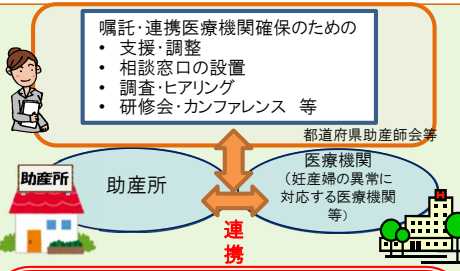 嘱託･連携医療機関確保のための
• 支援･調整
• 相談窓口の設置
• 調査･ヒアリング
• 研修会･カンファレンス 等
都道府県助産師会等
助産所
助産所
医療機関
（妊産婦の異常に
対応する医療機関
等）
H
連
携